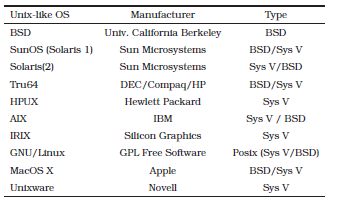 Unix-like OS Manufacturer Type
BSD Univ. California Berkeley BSD
SunOS (Solaris 1) Sun Microsystems BSD/Sys V
Solaris(2) Sun Microsystems Sys V/BSD
Tru64 DEC/Compaq/HP BSD/Sys V
HPUX Hewlett Packard Sys V
AIX IBM Sys V / BSD
IRIX Silicon Graphics Sys V
GNU/Linux GPL Free Software Posix (Sys V/BSD)
MacOS X Apple BSD/Sys V
Unixware Novell Sys V